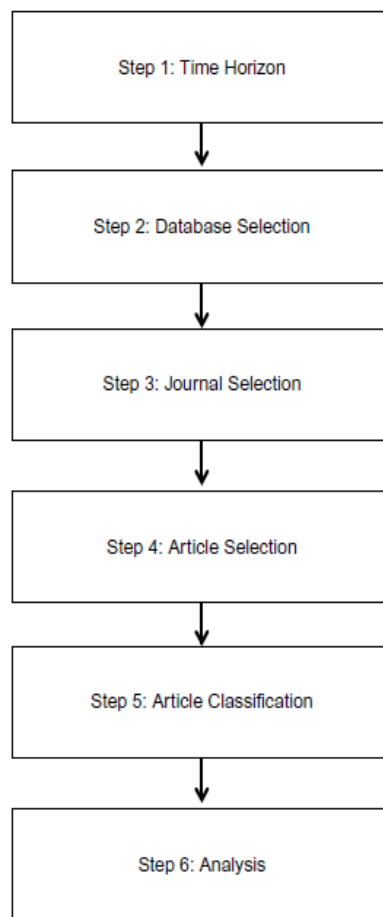 Step 1: Time Horizon
Step 2: Database Selection
Step 3: Journal Selection
Step 4: Article Selection
Step 5: Article Classification
Step 6: Analysis